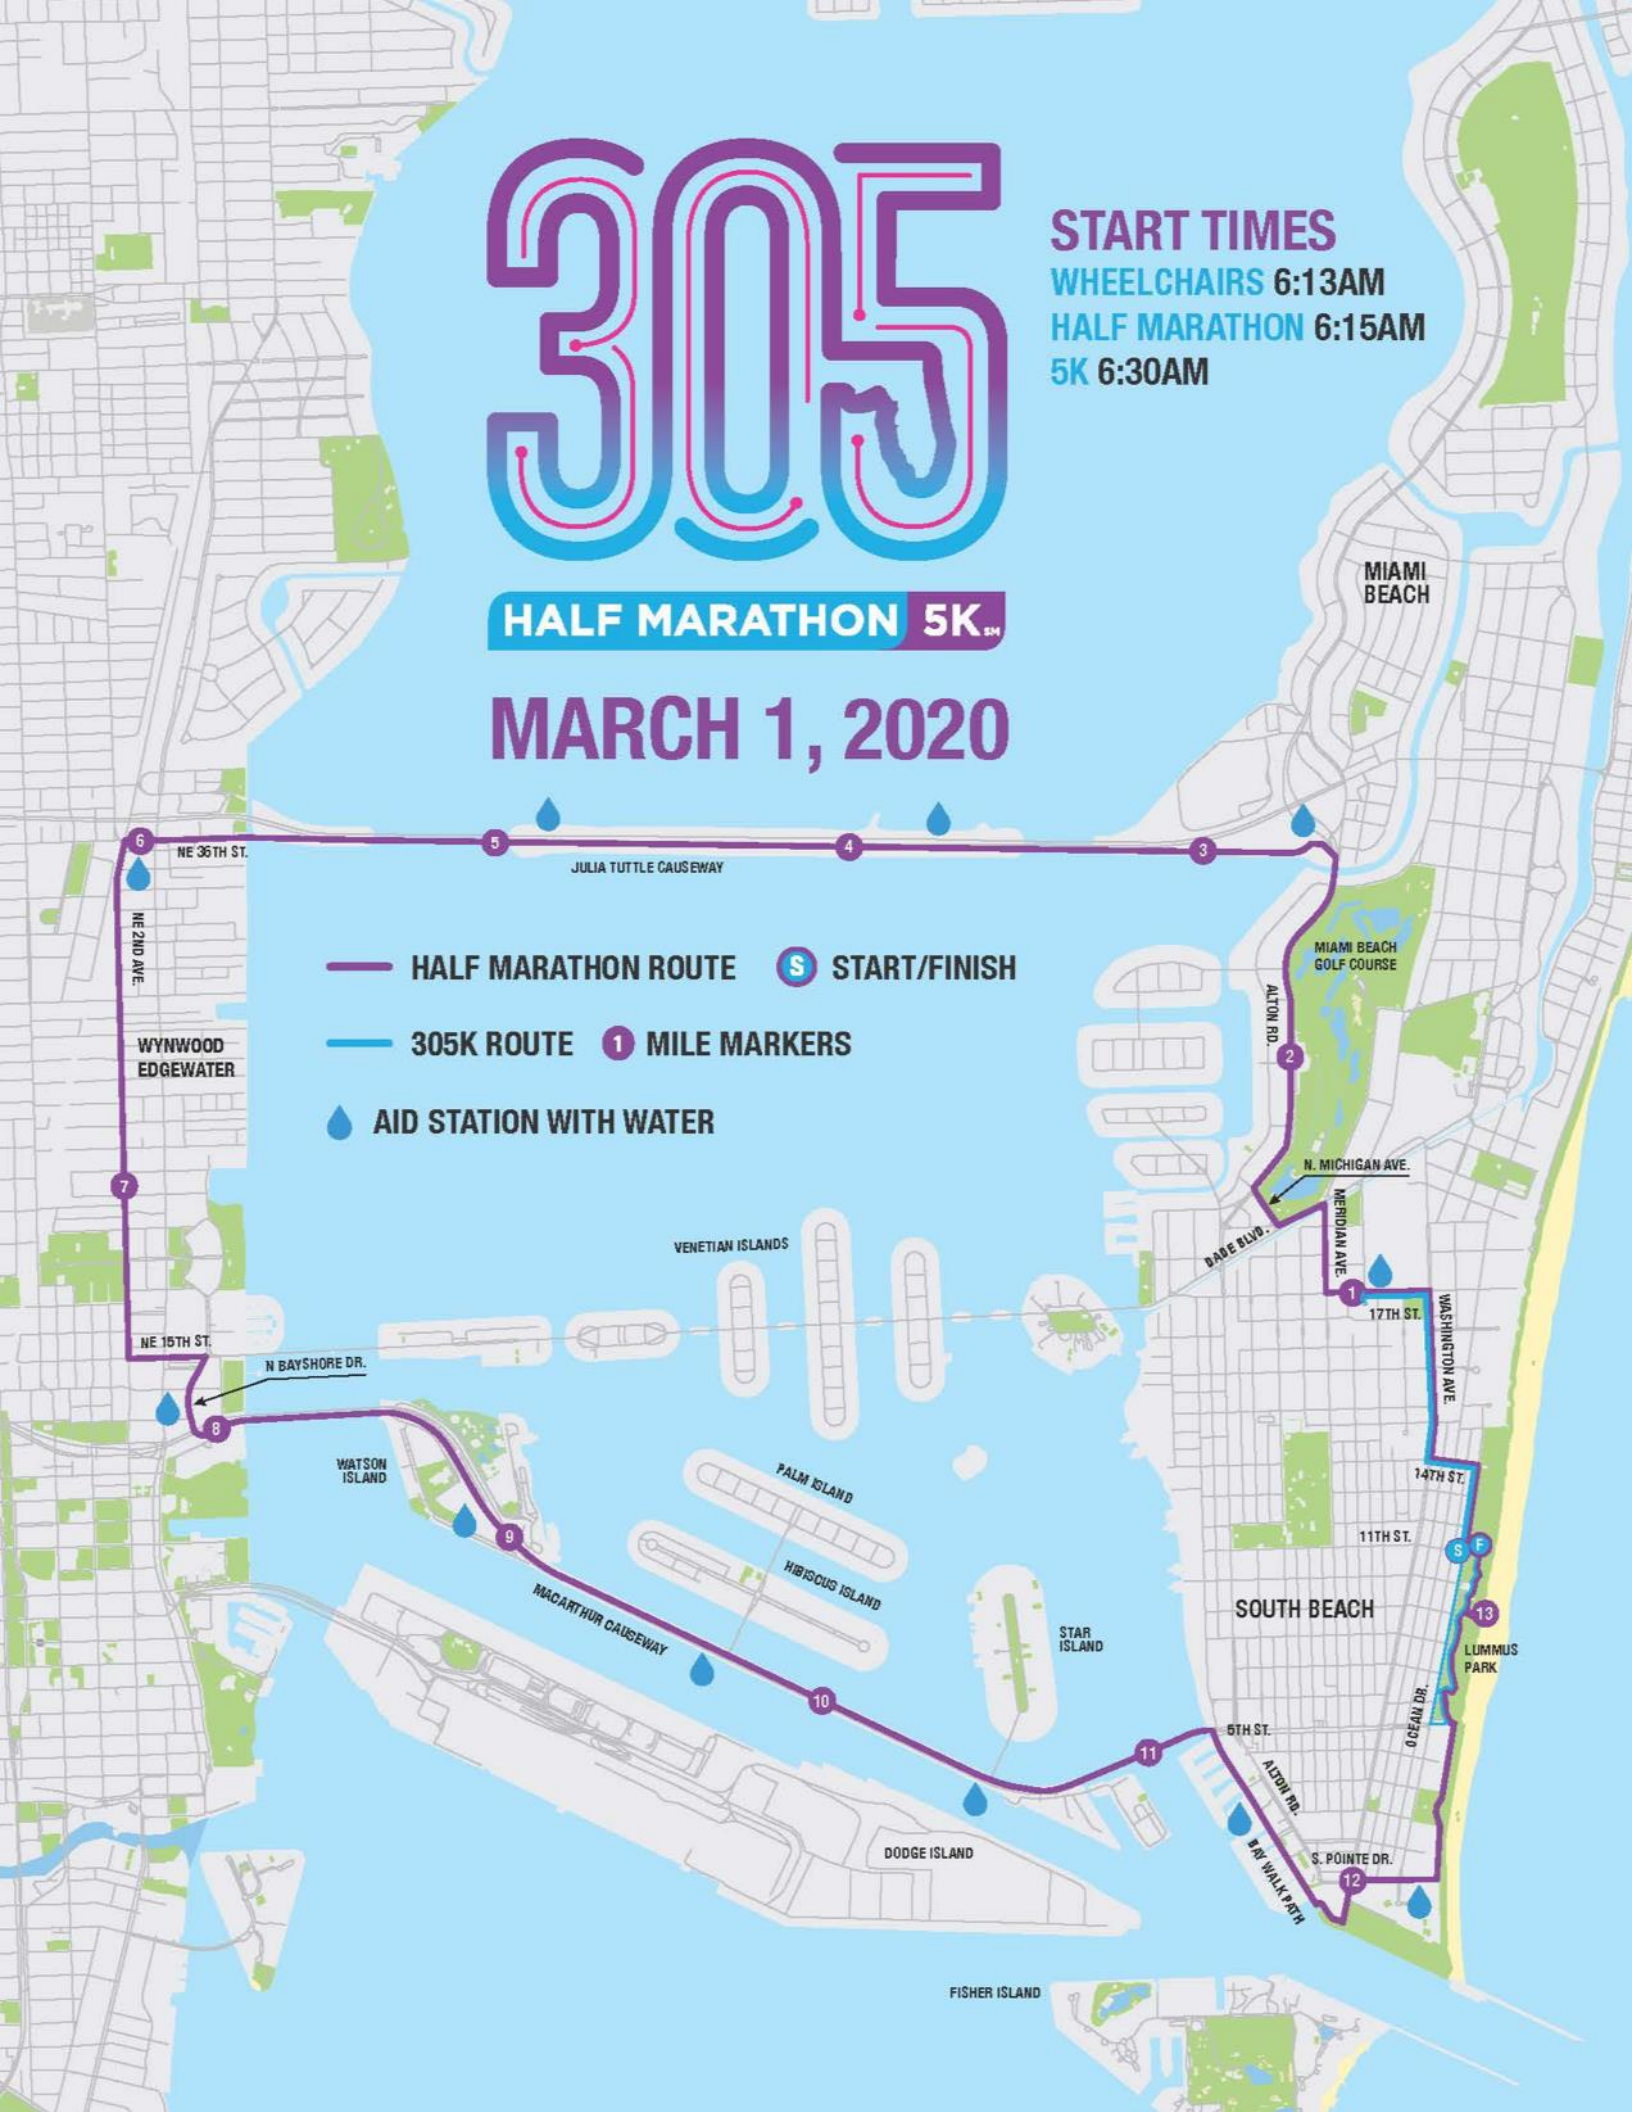 305
START TIMES
WHEELCHAIRS 6:13AM
HALF MARATHON 6:15AM
5K 6:30AM
HALF MARATHON 5K SM
MARCH 1, 2020
MIAMI
BEACH
6
5
4
3
NE 36TH ST.
JULIA TUTTLE CAUSEWAY
NE 2ND AVE.
HALF MARATHON ROUTE
S START/FINISH
305K ROUTE
1 MILE MARKERS
AID STATION WITH WATER
MIAMI BEACH
GOLF COURSE
ALTON RD.
2
WYNWOOD
EDGEWATER
7
N. MICHIGAN AVE.
MERIDIAN AVE.
DADE BLVD.
VENETIAN ISLANDS
1
17TH ST.
WASHINGTON AVE.
NE 15TH ST.
N BAYSHORE DR.
8
WATSON
ISLAND
PALM ISLAND
14TH ST.
9
11TH ST.
S
F
HIBISCUS ISLAND
MACARTHUR CAUSEWAY
SOUTH BEACH
13
STAR
ISLAND
LUMMUS
PARK
10
OCEAN DR.
5TH ST.
11
ALTON RD.
DODGE ISLAND
BAY WALK PATH
S. POINTE DR.
12
FISHER ISLAND